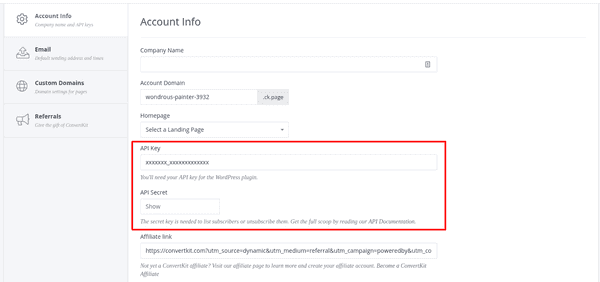 Account Info
Company name and API keys
Email
Default sending address and times
Custom Domains
Domain settings for pages
Referrals
Give the gift of ConvertKit
Account Info
Company Name
Account Domain
wondrous-painter-3932 .ck.page
Homepage
Select a Landing Page
API Key
xxxxxxx_xxxxxxxxxxxxx
You'll need your API key for the WordPress plugin.
API Secret
Show
The secret key is needed to list subscribers or unsubscribe them. Get the full scoop by reading our API Documentation.
Affiliate link
https://convertkit.com?utm_source=dynamic&utm_medium=referral&utm_campaign=poweredby&utm_co
Not yet a ConvertKit affiliate? Visit our affiliate page to learn more and create your affiliate account. Become a ConvertKit
Affiliate